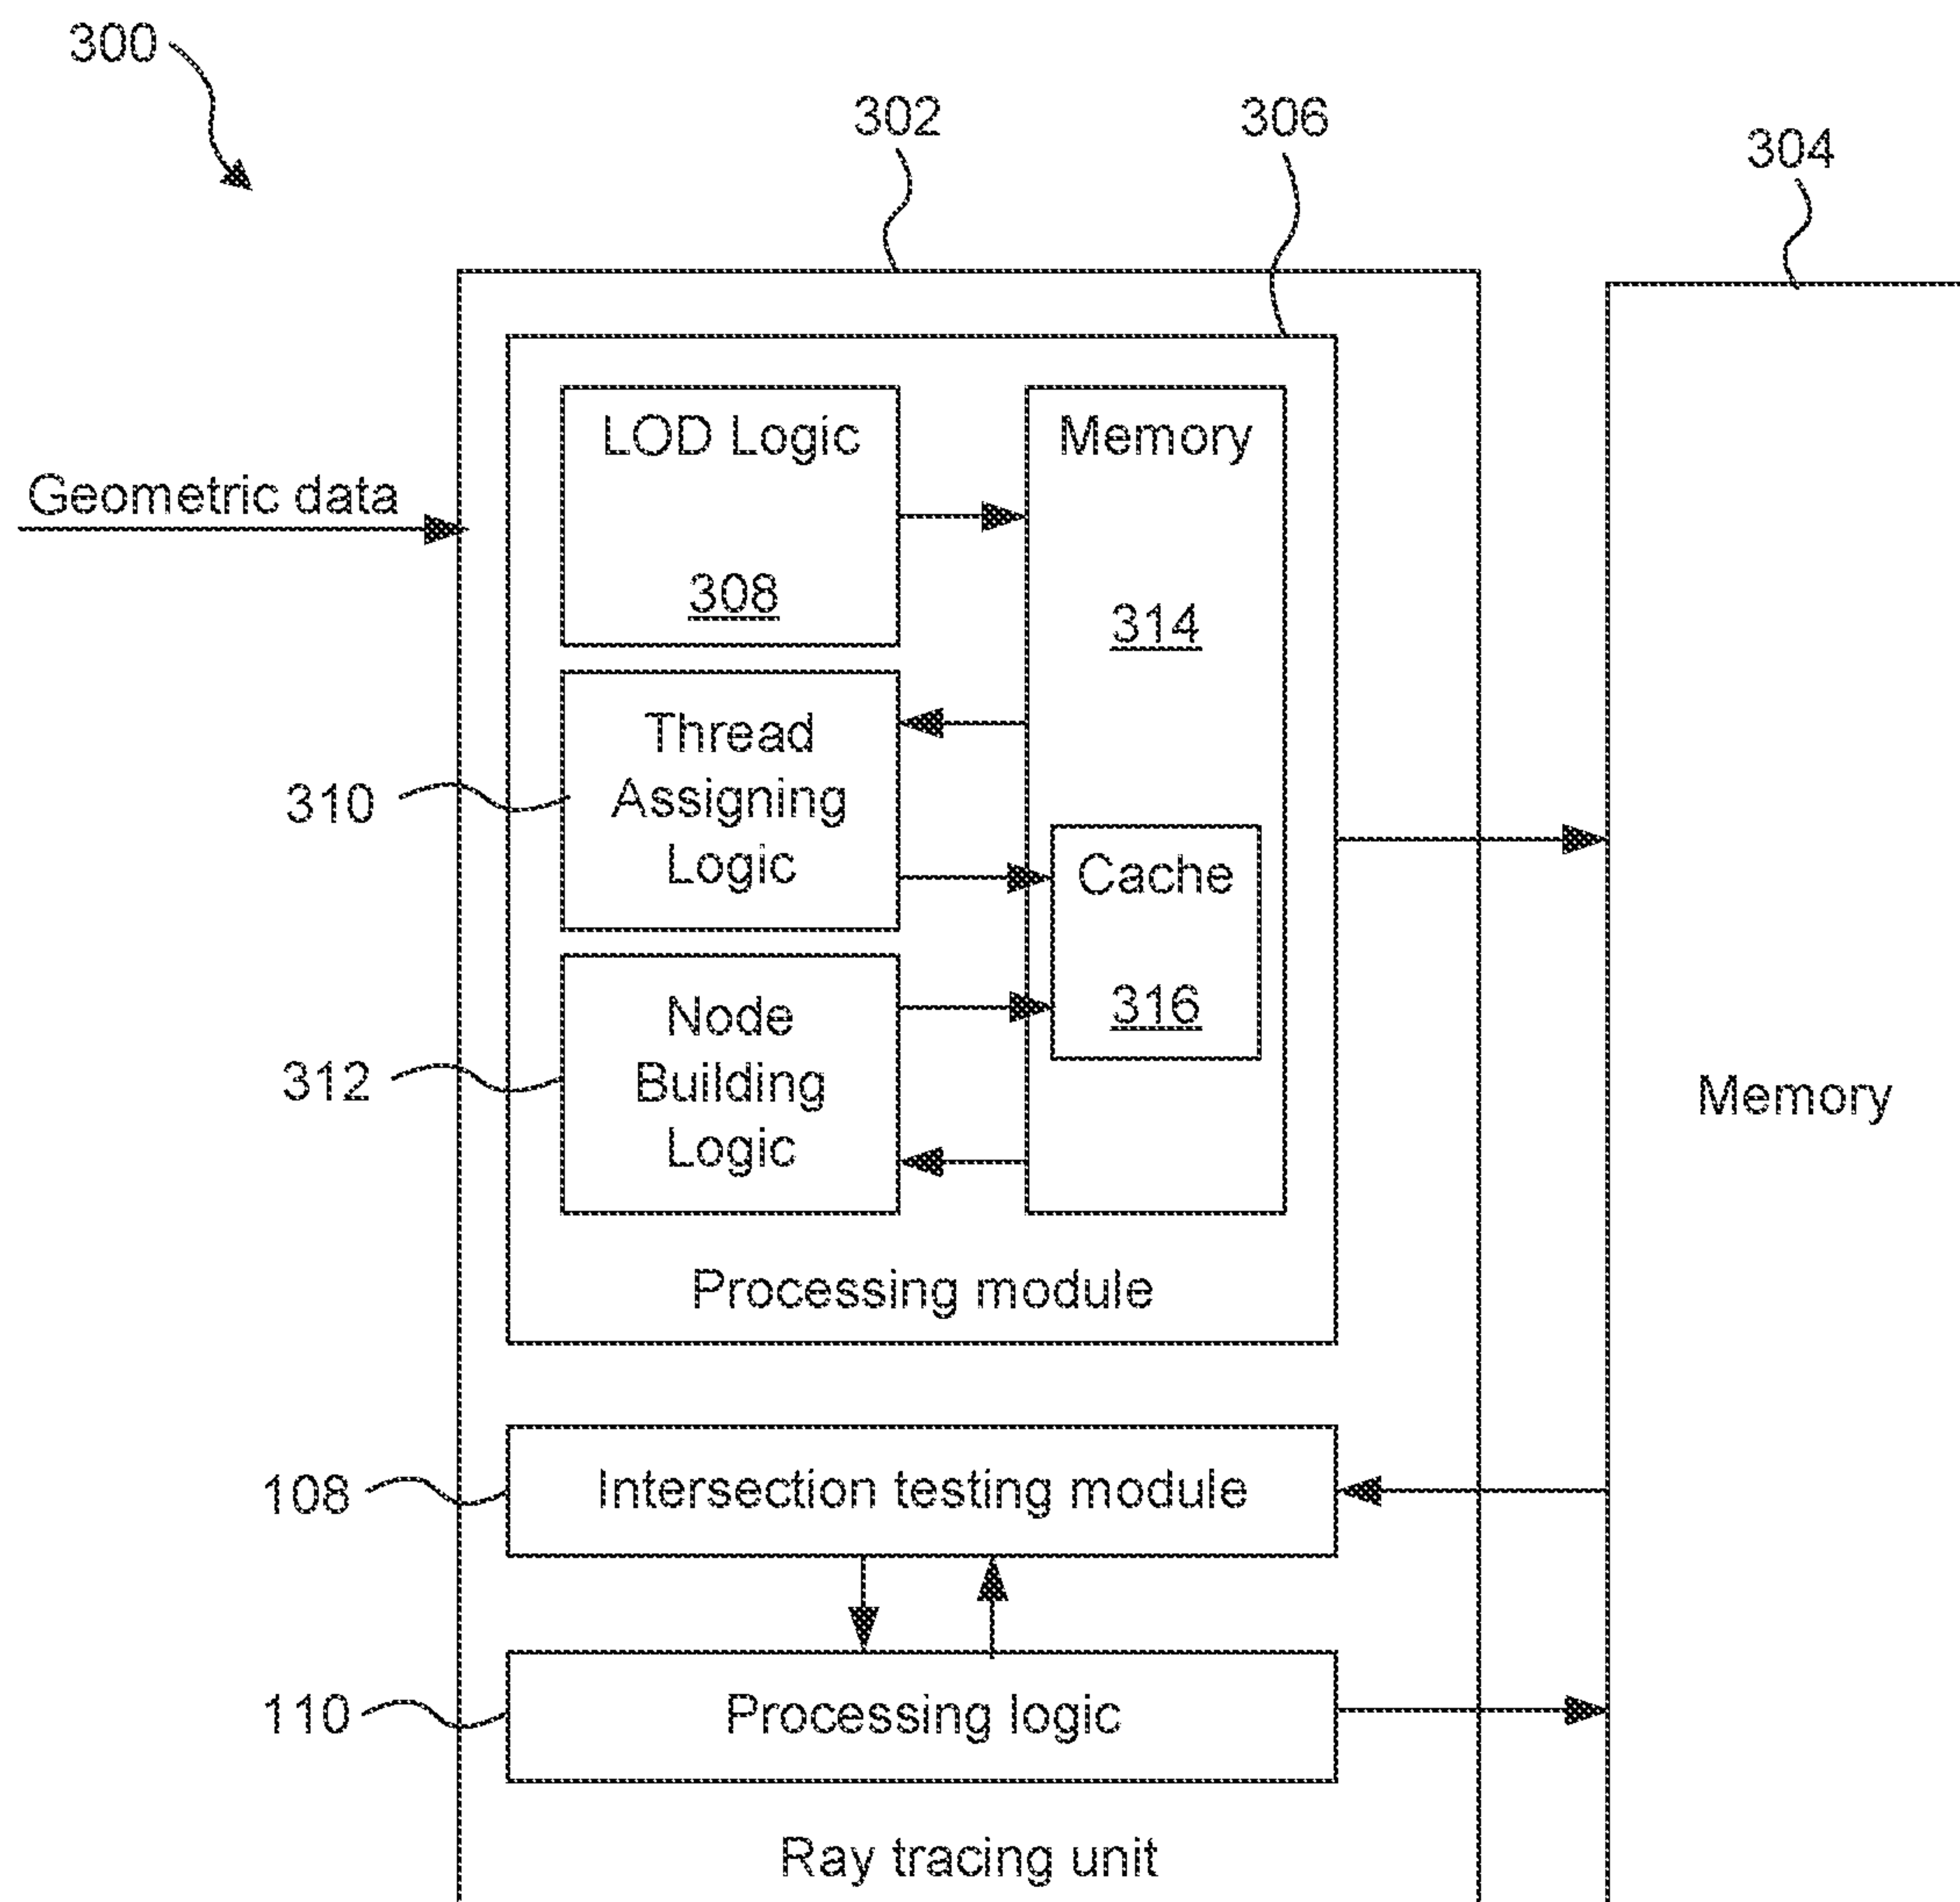 300
302
306
304
LOD Logic
308
Memory
314
Geometric data
Thread
Assigning
Logic
310
Cache
316
Node
Building
Logic
312
Memory
Processing module
108
Intersection testing module
110
Processing logic
Ray tracing unit